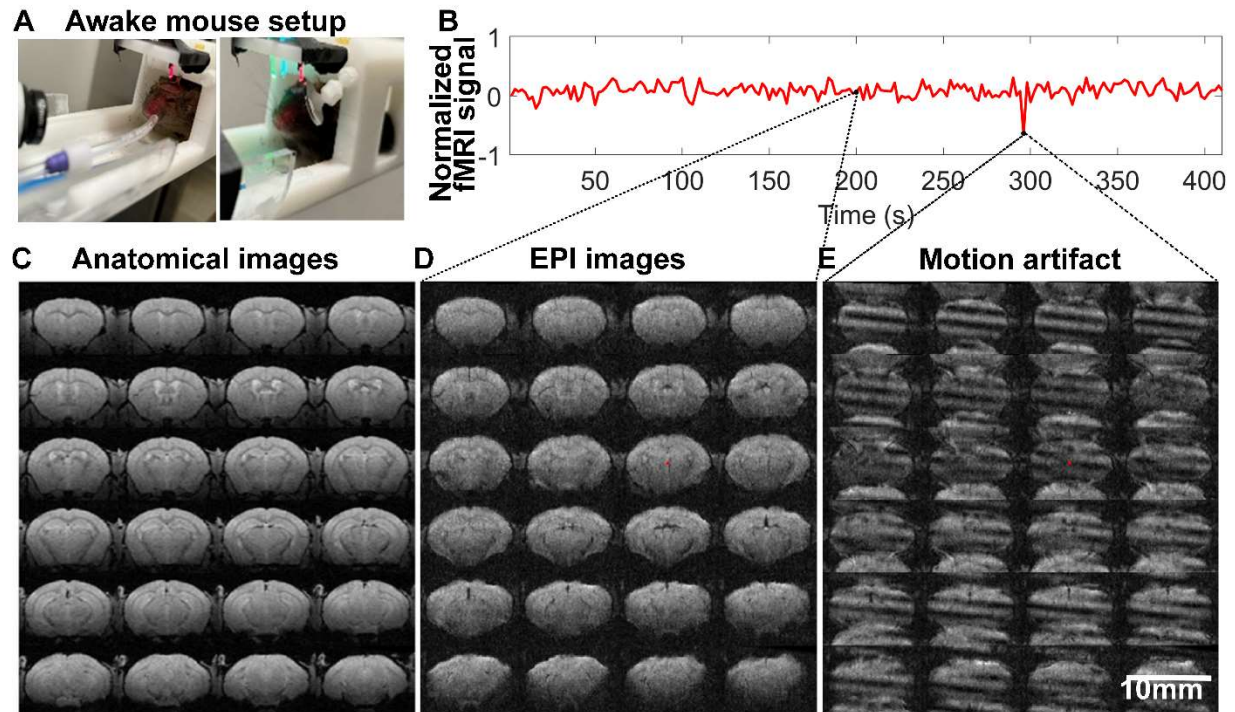 A Awake mouse setup
B
Normalized
fMRI signal
1
0
-1
50 100 150 200 250 300 350 400
Time (s)
C Anatomical images
D EPI images
E Motion artifact
10mm